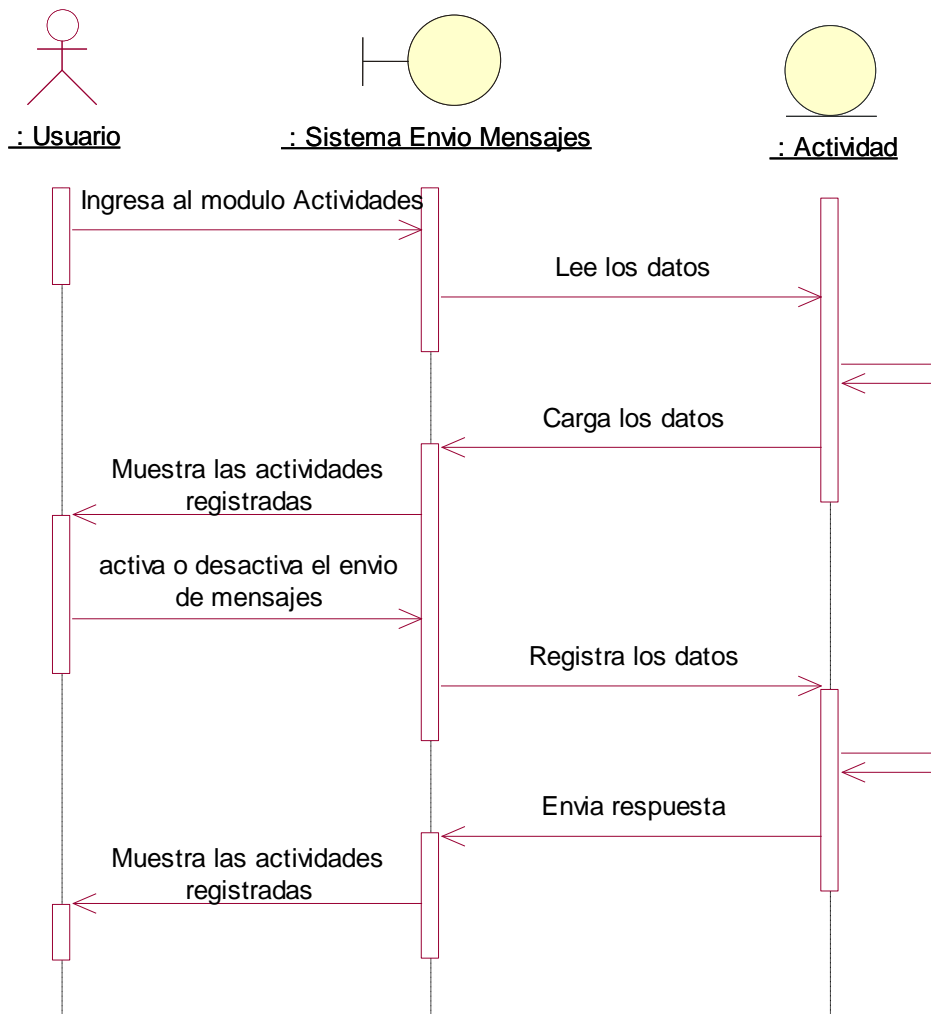 : Usuario
: Sistema Envio Mensajes
: Actividad
Ingresa al modulo Actividades
Lee los datos
Carga los datos
Muestra las actividades
registradas
activa o desactiva el envio
de mensajes
Registra los datos
Envia respuesta
Muestra las actividades
registradas